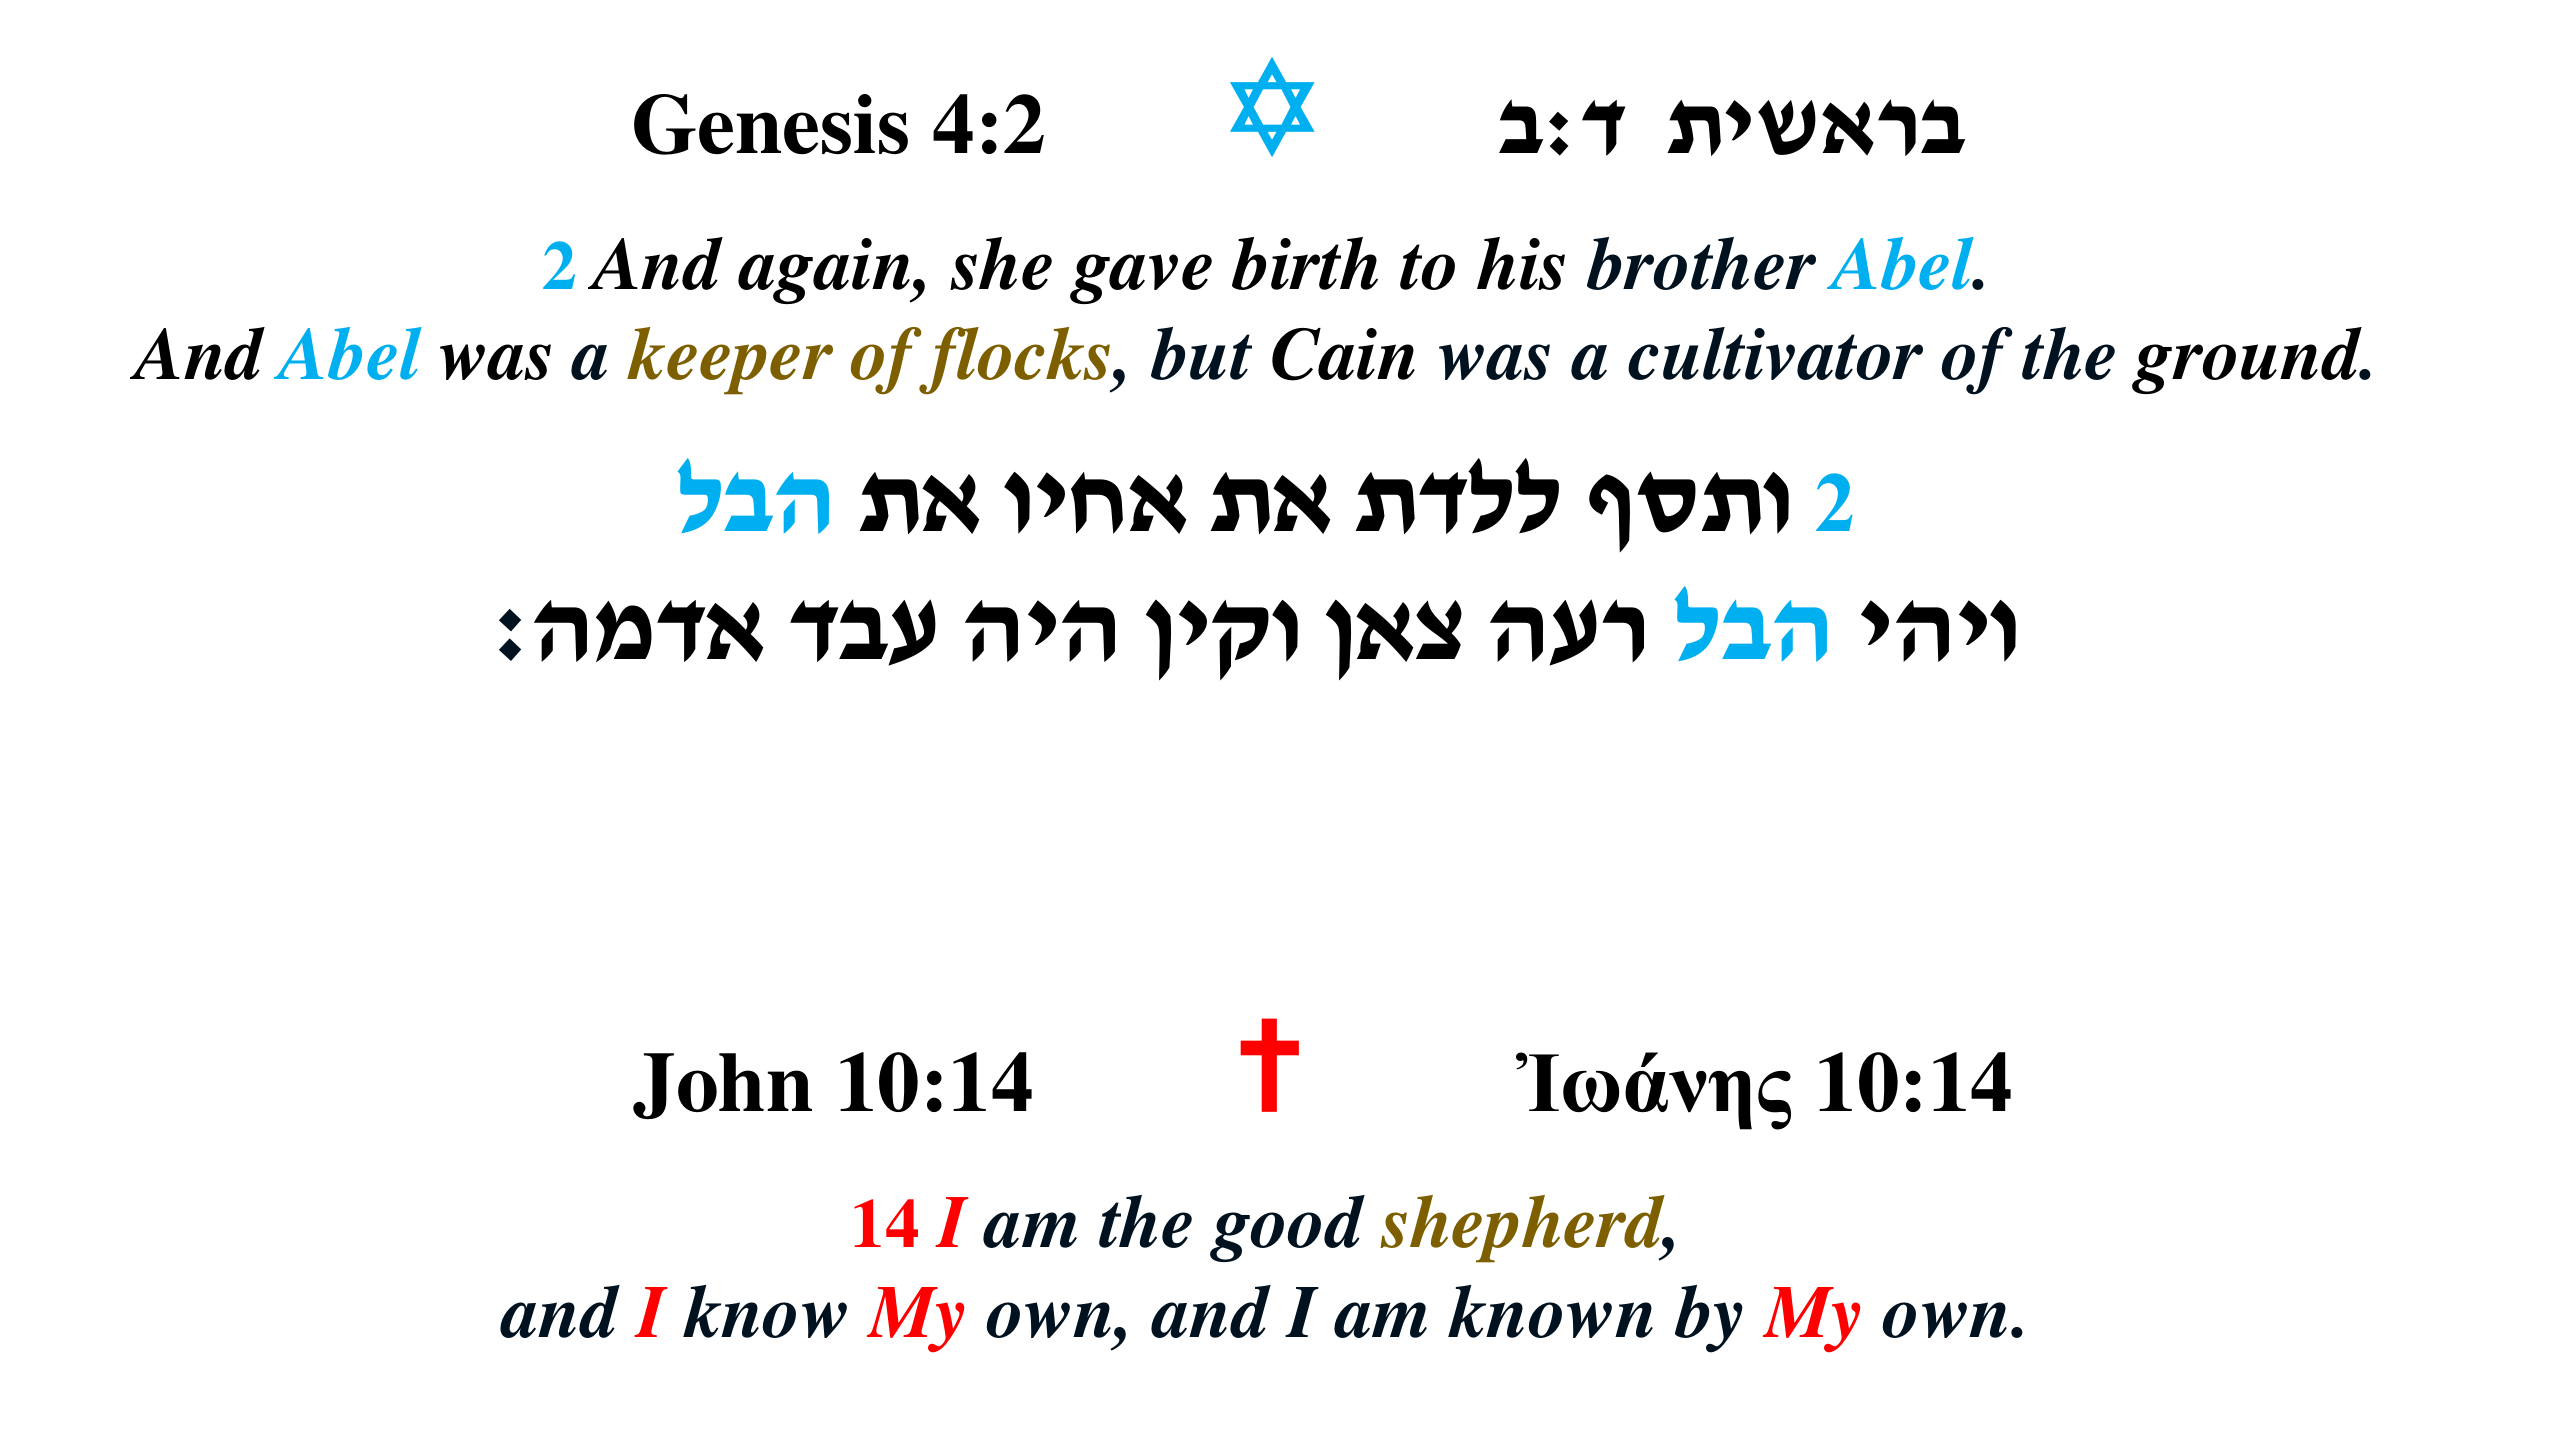 Genesis 4:2 ✡ בראשית ד:ב
2 And again, she gave birth to his brother Abel.
And Abel was a keeper of flocks, but Cain was a cultivator of the ground.
2 ותסף ללדת את אחיו את הבל
ויהי הבל רעה צאן וקין היה עבד אדמה:
John 10:14 ✝ Ἰωάνης 10:14
14 I am the good shepherd,
and I know My own, and I am known by My own.